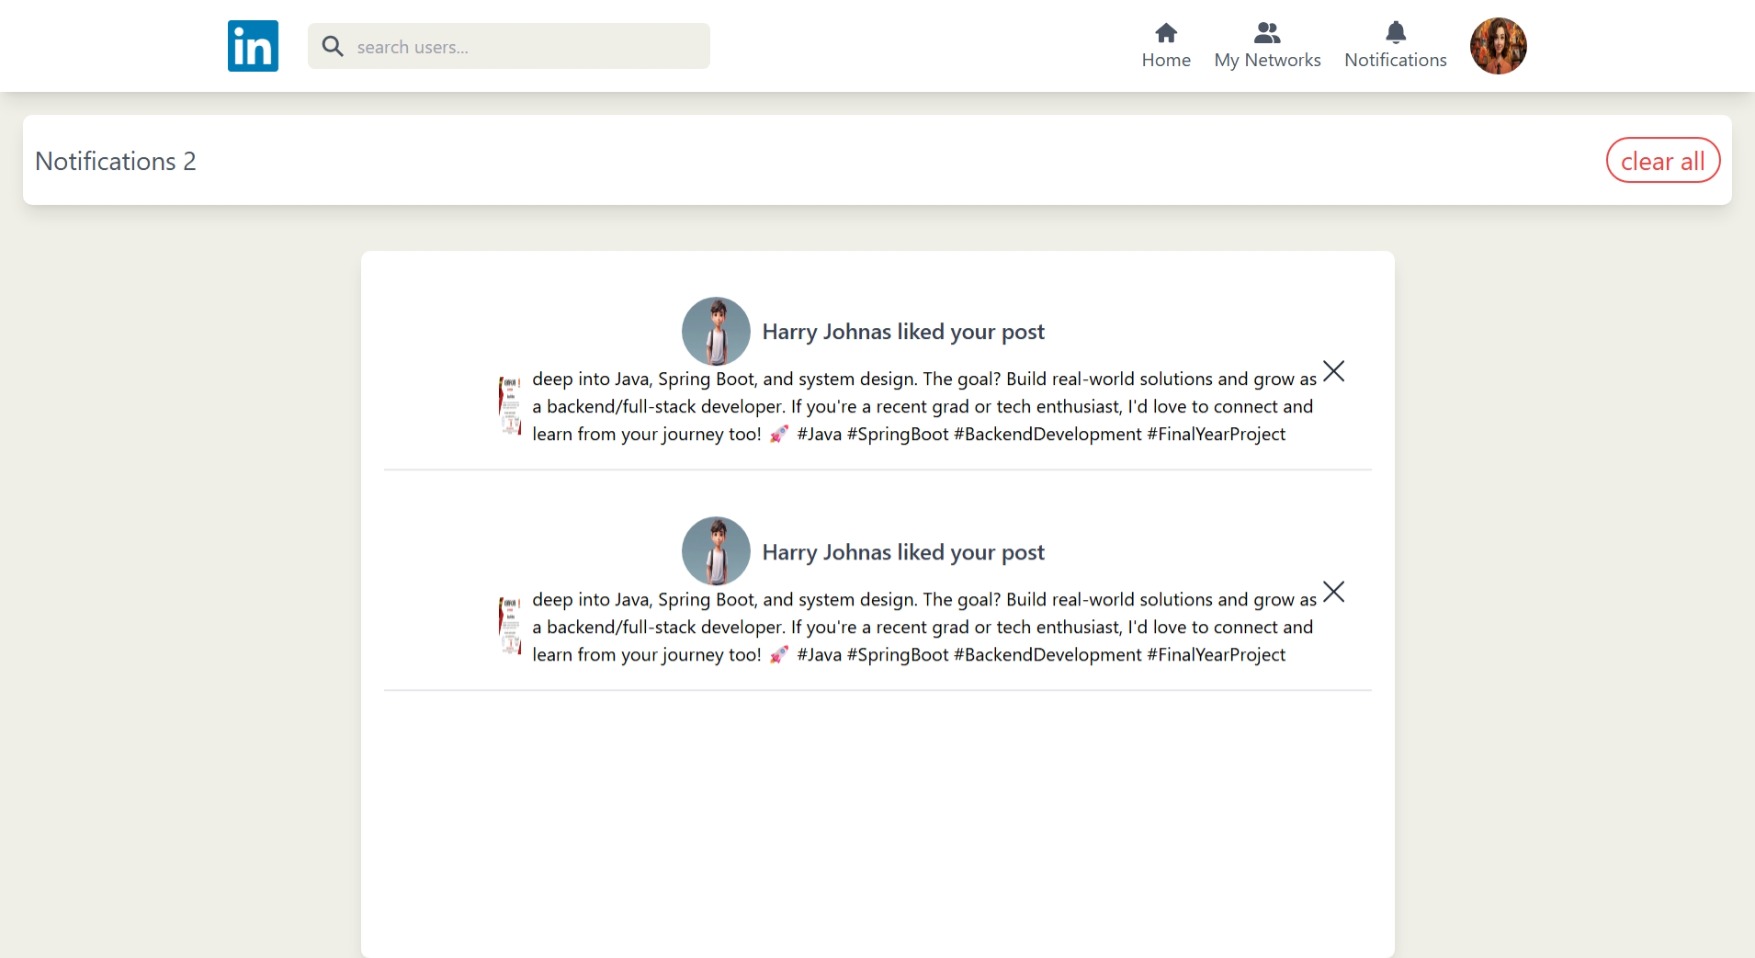 in
search users...
Home
My Networks
Notifications
Notifications 2
clear all
Harry Johnas liked your post
deep into Java, Spring Boot, and system design. The goal? Build real-world solutions and grow as
a backend/full-stack developer. If you're a recent grad or tech enthusiast, I'd love to connect and
learn from your journey too! 🚀 #Java #SpringBoot #BackendDevelopment #FinalYearProject
Harry Johnas liked your post
deep into Java, Spring Boot, and system design. The goal? Build real-world solutions and grow as
a backend/full-stack developer. If you're a recent grad or tech enthusiast, I'd love to connect and
learn from your journey too! 🚀 #Java #SpringBoot #BackendDevelopment #FinalYearProject